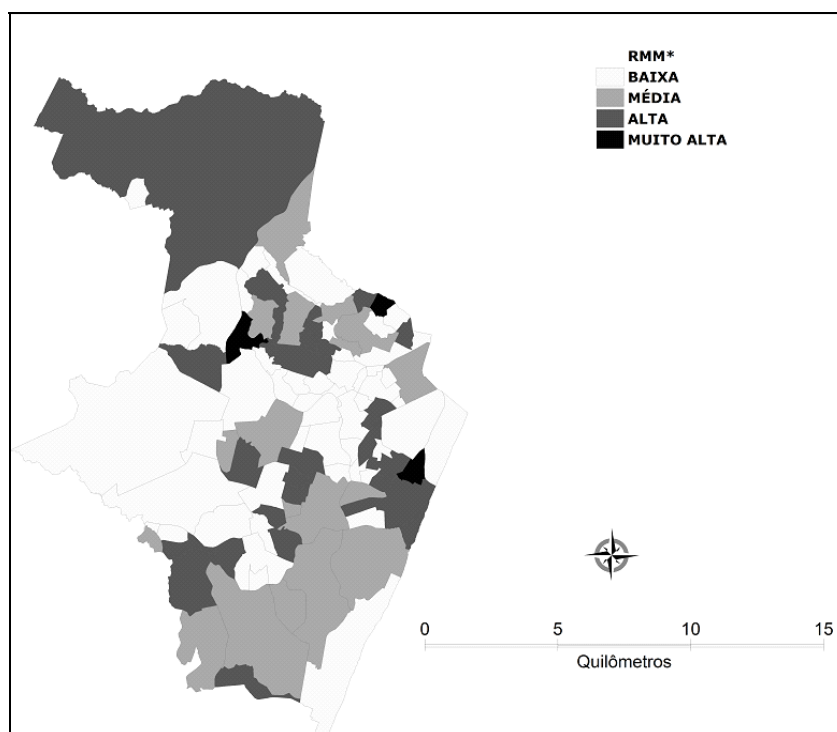 RMM*
BAIXA
MÉDIA
ALTA
MUITO ALTA
0 5 10 15
Quilômetros